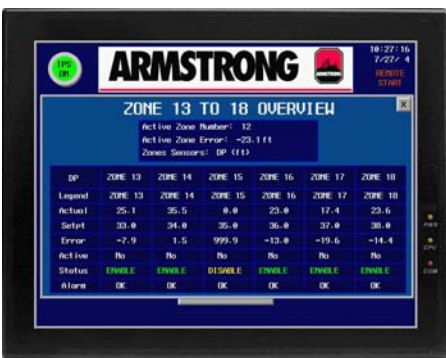 IPS
ON
ARMSTRONG
10:27:16
7/27/ 4
REMOTE
START
ZONE 13 TO 18 OVERVIEW
X
Active Zone Number: 12
Active Zone Error: -23.1 ft
Zones Sensors: DP (ft)
DP ZONE 13 ZONE 14 ZONE 15 ZONE 16 ZONE 17 ZONE 18
Legend ZONE 13 ZONE 14 ZONE 15 ZONE 16 ZONE 17 ZONE 18
Actual 25.1 35.5 0.0 23.0 17.4 23.6
Setpt 33.0 34.0 35.0 36.0 37.0 38.0
Error -7.9 1.5 999.9 -13.0 -19.6 -14.4
Active No No No No No No
Status ENABLE ENABLE DISABLE ENABLE ENABLE ENABLE
Alarm OK OK OK OK OK OK
PWR
CPU
COM